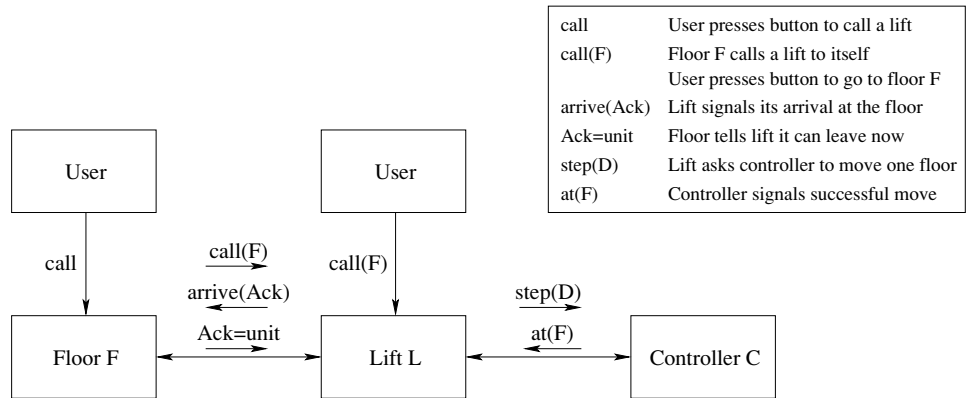 call User presses button to call a lift
call(F) Floor F calls a lift to itself
User presses button to go to floor F
arrive(Ack) Lift signals its arrival at the floor
Ack=unit Floor tells lift it can leave now
step(D) Lift asks controller to move one floor
at(F) Controller signals successful move
User
User
call
call(F)
arrive(Ack)
Ack=unit
call(F)
step(D)
at(F)
Floor F
Lift L
Controller C